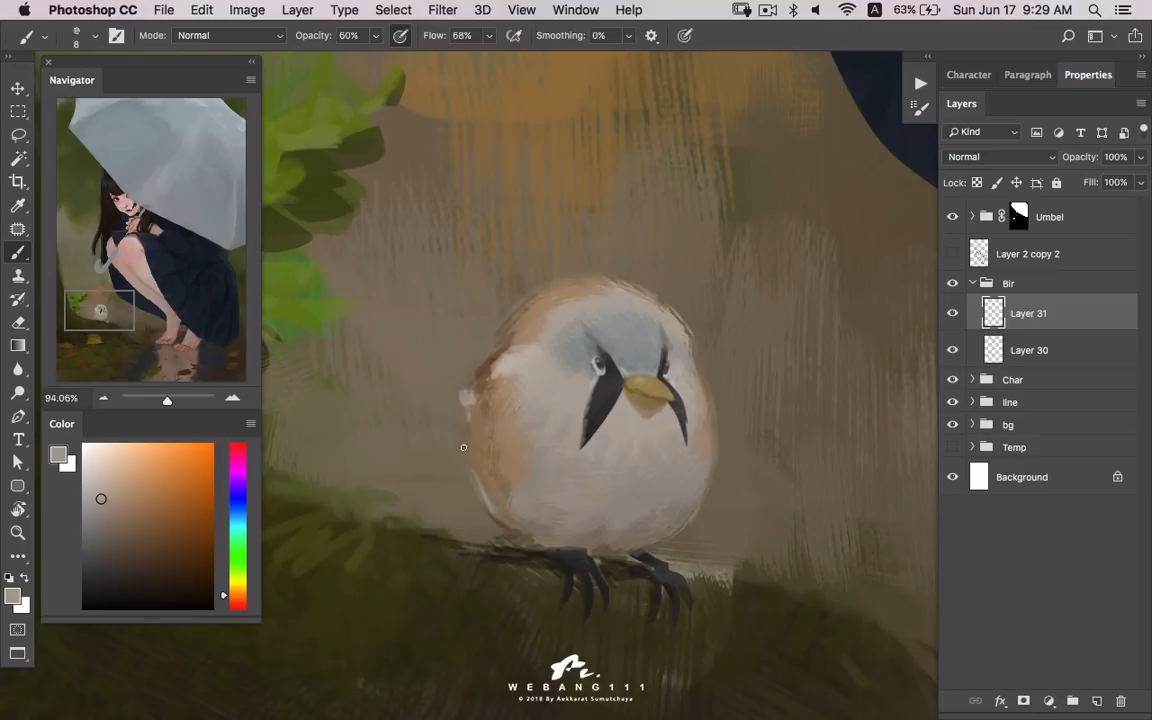 Photoshop CC File Edit Image Layer Type Select Filter 3D View Window Help A 63% Sun Jun 17 9:29 AM
8 Mode: Normal Opacity: 60% Flow: 68% Smoothing: 0%
Navigator
94.06%
Color
Character Paragraph Properties
Layers
Kind T
Normal Opacity: 100%
Lock: Fill: 100%
Umbel
Layer 2 copy 2
Bir
Layer 31
Layer 30
Char
line
bg
Temp
Background
T
fx
WEBANG111
© 2018 By Aekkarat Sumutchaya